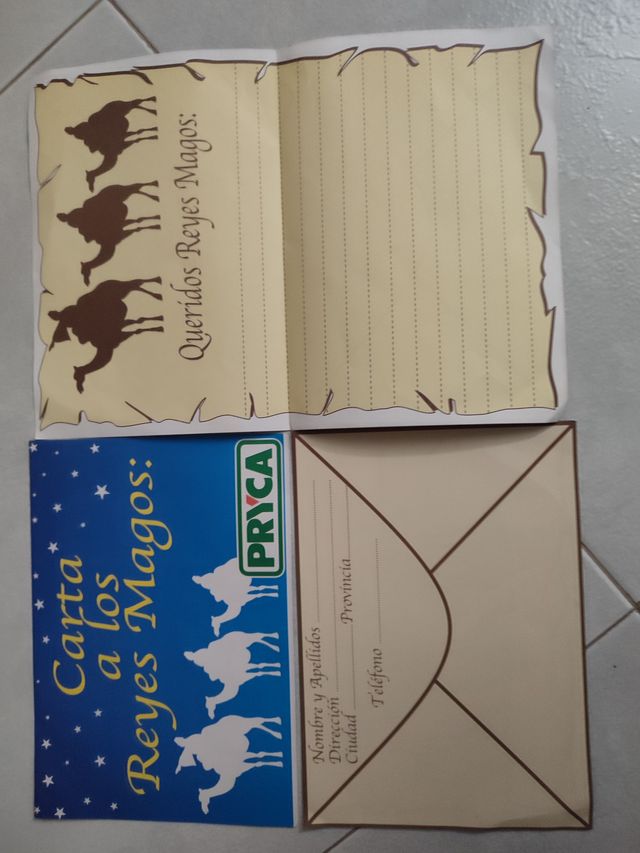 Queridos Reyes Magos:
Carta
a los
Reyes Magos:
PRYCA
Nombre y Apellidos
Dirección
Ciudad Provincia
Teléfono